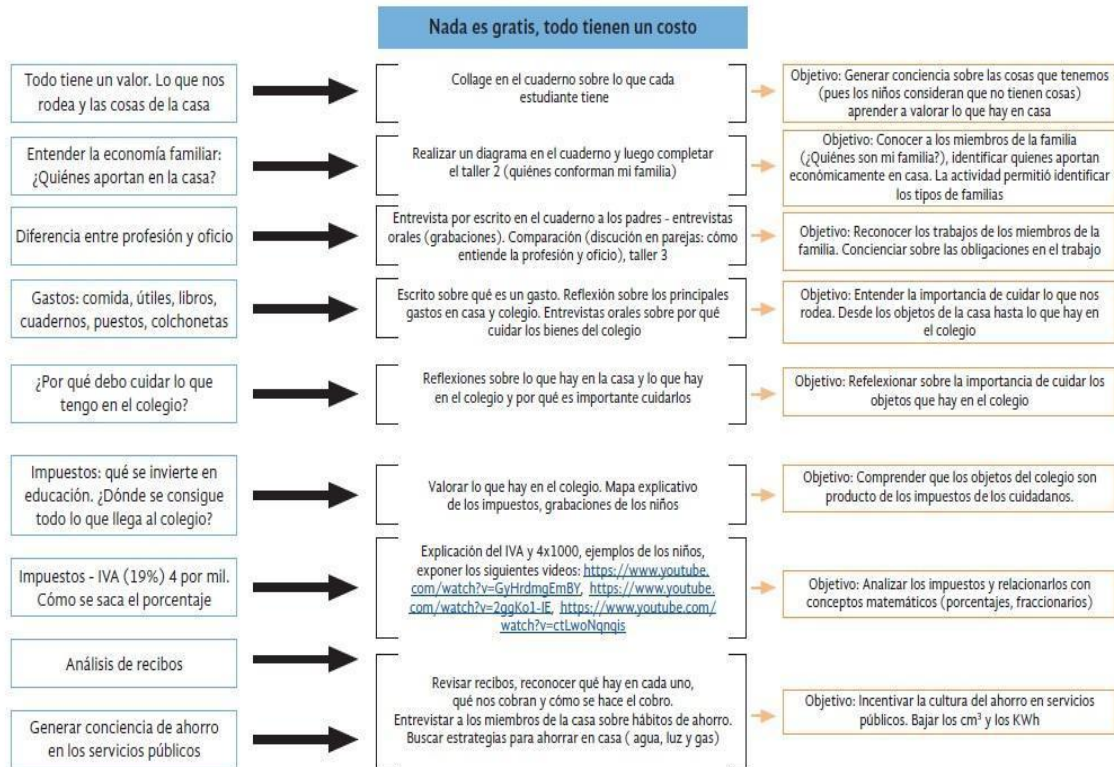 Nada es gratis, todo tienen un costo
Todo tiene un valor. Lo que nos
rodea y las cosas de la casa
Collage en el cuaderno sobre lo que cada
estudiante tiene
Objetivo: Generar conciencia sobre las cosas que tenemos
(pues los niños consideran que no tienen cosas)
aprender a valorar lo que hay en casa
Entender la economía familiar:
¿Quiénes aportan en la casa?
Realizar un diagrama en el cuaderno y luego completar
el taller 2 (quiénes conforman mi familia)
Objetivo: Conocer a los miembros de la familia
(¿Quiénes son mi familia?), identificar quienes aportan
económicamente en casa. La actividad permitió identificar
los tipos de familias
Diferencia entre profesión y oficio
Entrevista por escrito en el cuaderno a los padres - entrevistas
orales (grabaciones). Comparación (discución en parejas: cómo
entiende la profesión y oficio), taller 3
Objetivo: Reconocer los trabajos de los miembros de la
familia. Concienciar sobre las obligaciones en el trabajo
Gastos: comida, útiles, libros,
cuadernos, puestos, colchonetas
Escrito sobre qué es un gasto. Reflexión sobre los principales
gastos en casa y colegio. Entrevistas orales sobre por qué
cuidar los bienes del colegio
Objetivo: Entender la importancia de cuidar lo que nos
rodea. Desde los objetos de la casa hasta lo que hay en
el colegio
¿Por qué debo cuidar lo que
tengo en el colegio?
Reflexiones sobre lo que hay en la casa y lo que hay
en el colegio y por qué es importante cuidarlos
Objetivo: Refelexionar sobre la importancia de cuidar los
objetos que hay en el colegio
Impuestos: qué se invierte en
educación. ¿Dónde se consigue
todo lo que llega al colegio?
Valorar lo que hay en el colegio. Mapa explicativo
de los impuestos, grabaciones de los niños
Objetivo: Comprender que los objetos del colegio son
producto de los impuestos de los cuidadanos.
Impuestos - IVA (19%) 4 por mil.
Cómo se saca el porcentaje
Explicación del IVA y 4x1000, ejemplos de los niños,
exponer los siguientes videos: https://www.youtube.
com/watch?v=GyHrdmgEmBY, https://www.youtube.
com/watch?v=2ggKo1-lE, https://www.youtube.com/
watch?v=ctLwoNqnqis
Objetivo: Analizar los impuestos y relacionarlos con
conceptos matemáticos (porcentajes, fraccionarios)
Análisis de recibos
Generar conciencia de ahorro
en los servicios públicos
Revisar recibos, reconocer qué hay en cada uno,
qué nos cobran y cómo se hace el cobro.
Entrevistar a los miembros de la casa sobre hábitos de ahorro.
Buscar estrategias para ahorrar en casa ( agua, luz y gas)
Objetivo: Incentivar la cultura del ahorro en servicios
públicos. Bajar los cm³ y los KWh